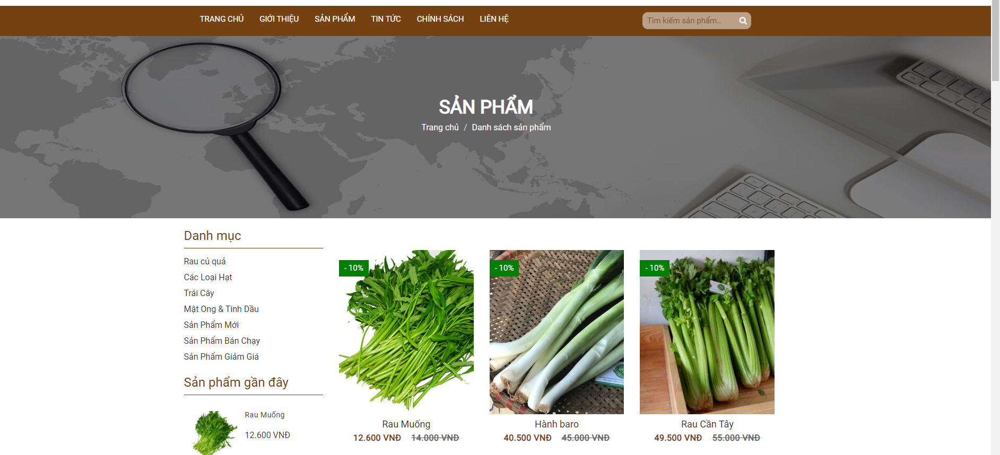 TRANG CHỦ GIỚI THIỆU SẢN PHẨM TIN TỨC CHÍNH SÁCH LIÊN HỆ
Tìm kiếm sản phẩm..
SẢN PHẨM
Trang chủ / Danh sách sản phẩm
Danh mục
Rau củ quả
Các Loại Hạt
Trái Cây
Mật Ong & Tinh Dầu
Sản Phẩm Mới
Sản Phẩm Bán Chạy
Sản Phẩm Giảm Giá
Sản phẩm gần đây
Rau Muống
12.600 VNĐ
- 10%
Rau Muống
12.600 VNĐ 14.000 VNĐ
- 10%
Hành baro
40.500 VNĐ 45.000 VNĐ
- 10%
Rau Cần Tây
49.500 VNĐ 55.000 VNĐ